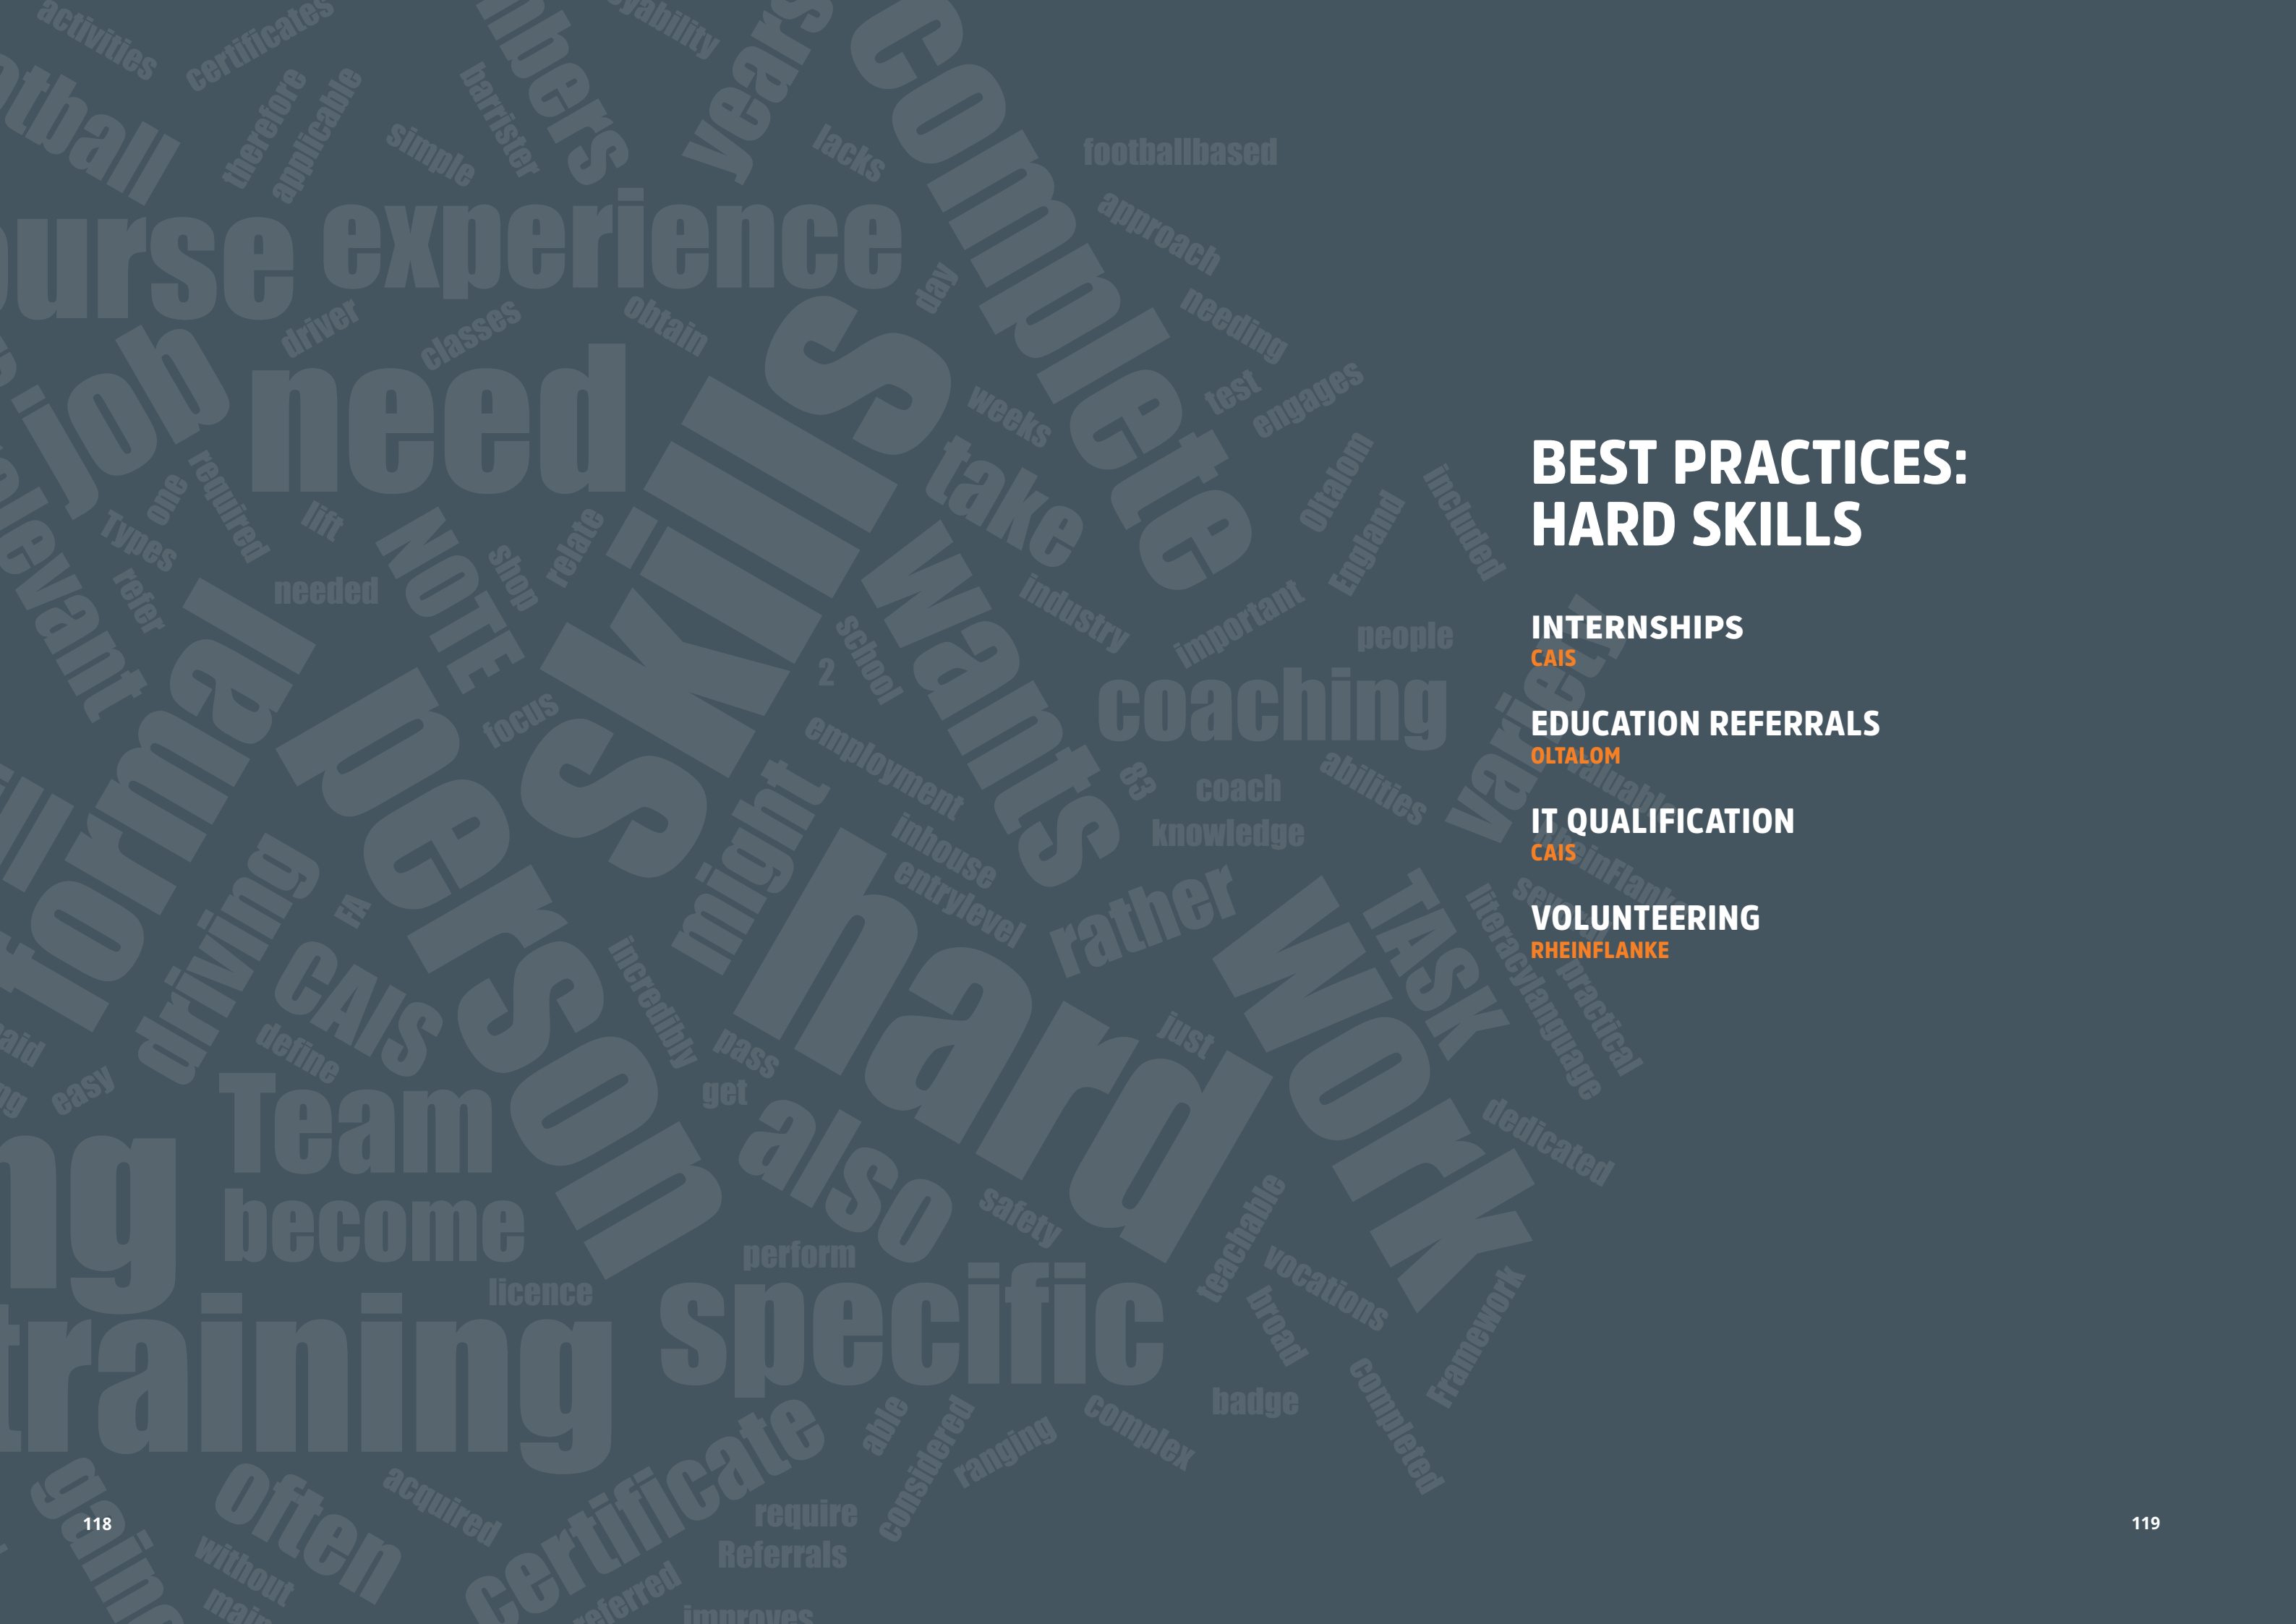 activities
certificates
therefore
applicable
simple
barrister
years
lacks
complete
footballbased
approach
experience
day
needing
driver
classes
obtain
job
need
skills
weeks
test
engages
take
Oltalom
England
included
one
required
Types
lift
NOTE
shop
relate
refer
needed
industry
important
wants
school
2
people
coaching
formal
person
focus
employment
83
coach
abilities
variety
knowledge
might
inhouse
entrylevel
hard
rather
work
TASK
literacylanguage
practical
driving
FA
CAIS
define
incredibly
pass
just
get
easy
Team
also
dedicated
become
safety
perform
teachable
vocations
licence
specific
broad
Framework
training
completed
badge
certificate
able
considered
ranging
complex
often
acquired
require
without
Referrals
improves
BEST PRACTICES:
HARD SKILLS
INTERNSHIPS
CAIS
EDUCATION REFERRALS
OLTALOM
IT QUALIFICATION
CAIS
VOLUNTEERING
RHEINFLANKE
118
119